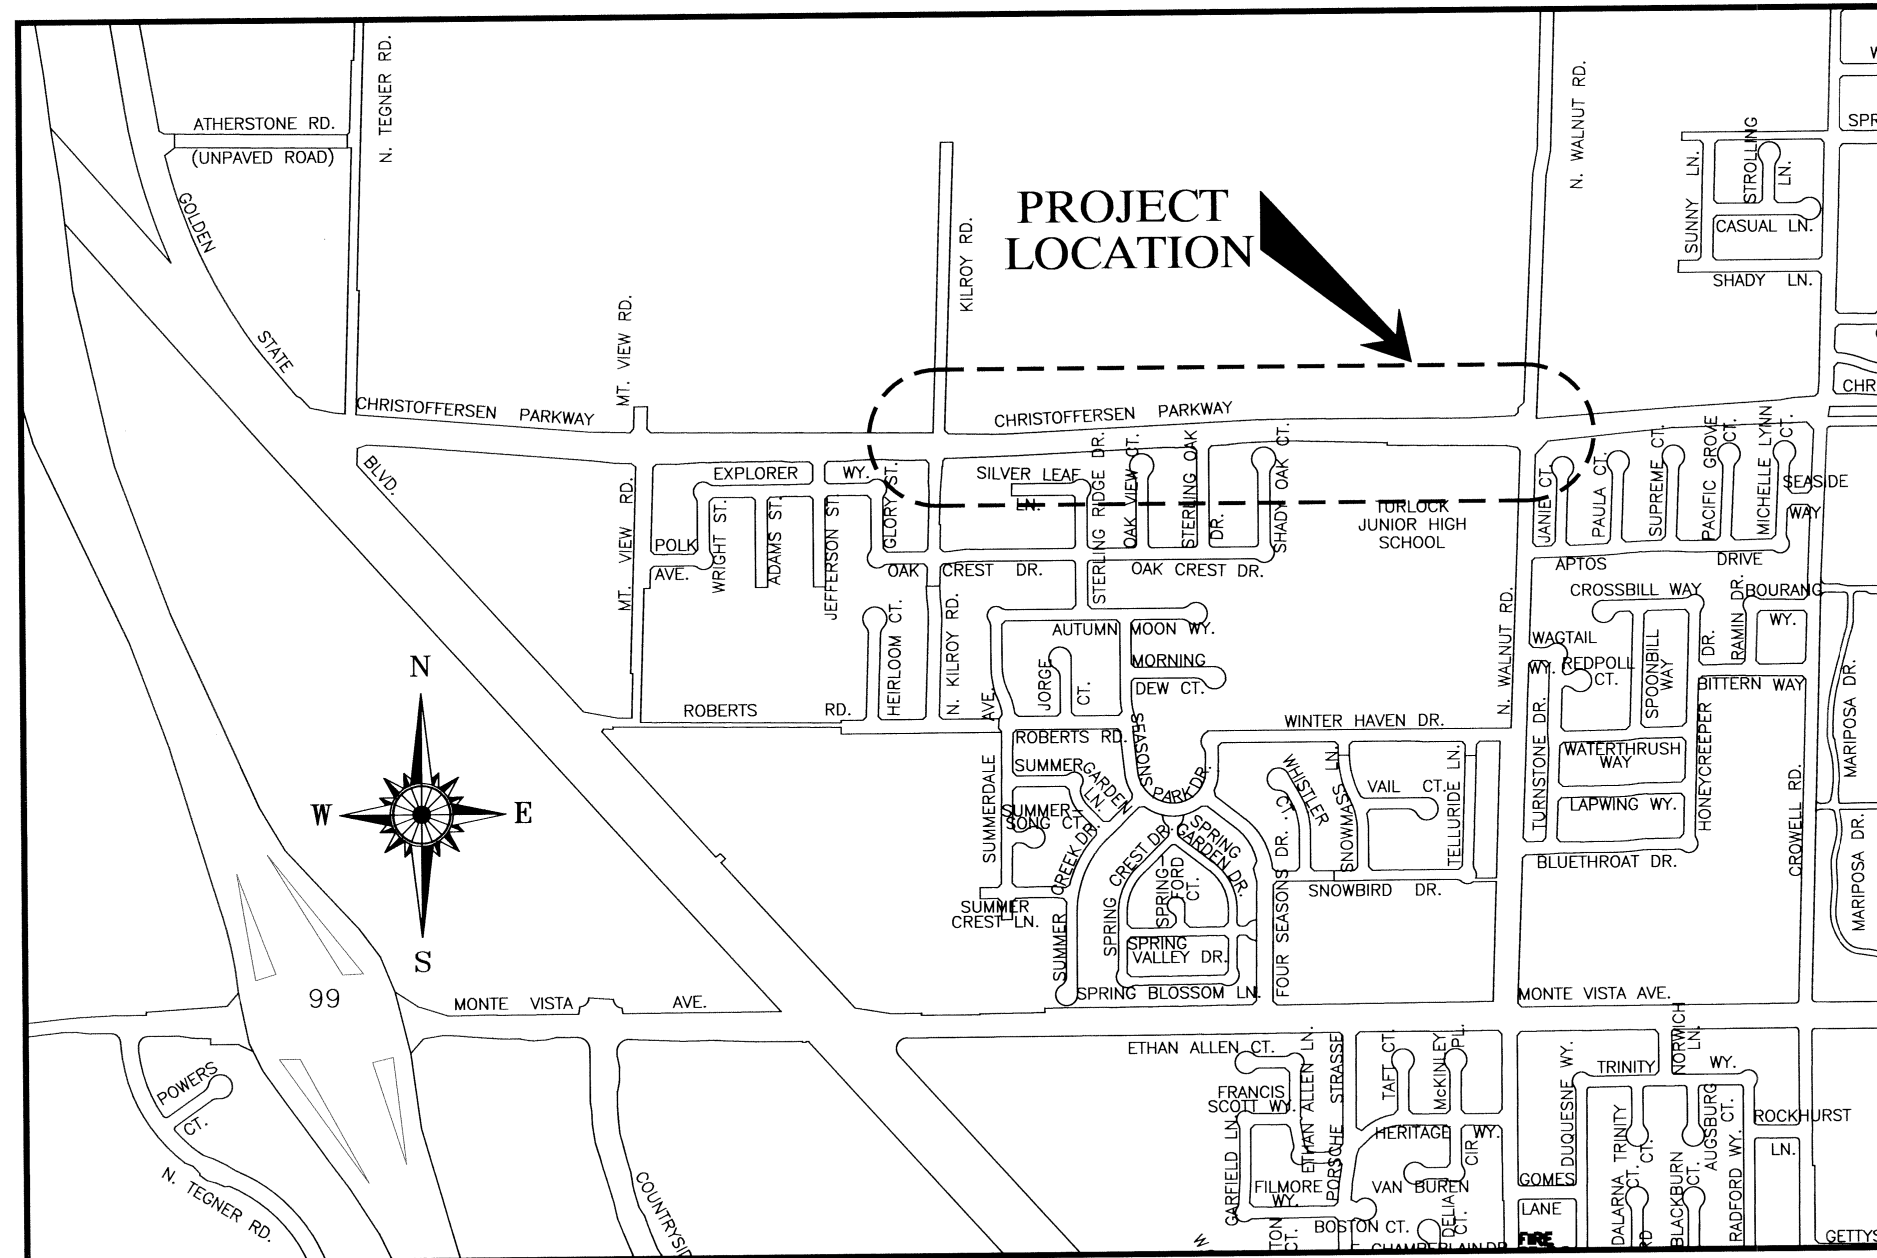 N. TEGNER RD.
ATHERSTONE RD.
(UNPAVED ROAD)
GOLDEN
STATE
BLVD.
N. WALNUT RD.
STROLLING
LN.
SUNNY LN.
CASUAL LN.
SHADY LN.
PROJECT
LOCATION
KILROY RD.
MT. VIEW RD.
CHRISTOFFERSEN PARKWAY
CHRISTOFFERSEN PARKWAY
EXPLORER WY.
GLORY ST.
SILVER LEAF
LN.
STERLING RIDGE DR.
OAK VIEW CT.
STERLING OAK
DR.
SHADY OAK CT.
TURLOCK
JUNIOR HIGH
SCHOOL
JANIE CT.
PAULA CT.
SUPREME CT.
PACIFIC GROVE
CT.
MICHELLE LYNN
CT.
SEASIDE
WAY
MT. VIEW RD.
POLK
AVE.
WRIGHT ST.
ADAMS ST.
JEFFERSON ST.
OAK CREST DR.
OAK CREST DR.
APTOS DRIVE
CROSSBILL WAY
BOURANG
WY.
RAMIN DR.
HEIRLOOM CT.
N. KILROY RD.
AUTUMN MOON WY.
MORNING
DEW CT.
JORGE
CT.
N. WALNUT RD.
WAGTAIL
WY.
REDPOLL
CT.
SPOONBILL
WAY
HONEYCREEPER
DR.
BITTERN WAY
MARIPOSA DR.
ROBERTS RD.
SUMMERDALE
AVE.
ROBERTS RD.
SEASONS PARK DR.
WINTER HAVEN DR.
TURNSTONE DR.
WATERTHRUSH
WAY
LAPWING WY.
BLUETHROAT DR.
CROWELL RD.
MARIPOSA DR.
MARIPOSA DR.
SUMMER
GARDEN
LN.
SUMMER-
SONG CT.
SUMMER
CREEK DR.
SUMMER
CREST LN.
SPRING
CREST DR.
SPRING
GARDEN DR.
SPRING-
FORD
CT.
SPRING
VALLEY DR.
SPRING BLOSSOM LN.
FOUR SEASONS DR.
WHISTLER
CT.
SNOWMASS LN.
VAIL CT.
TELLURIDE LN.
SNOWBIRD DR.
N
W
E
S
99
MONTE VISTA AVE.
MONTE VISTA AVE.
POWERS
CT.
N. TEGNER RD.
ETHAN ALLEN CT.
ETHAN ALLEN LN.
FRANCIS
SCOTT WY.
GARFIELD LN.
FILMORE
WY.
PORSCHE STRASSE
TAFT CT.
McKINLEY
PL.
HERITAGE WY.
CIR.
VAN BUREN
DELIA
CT.
BOSTON CT.
CHAMBERLAIN DR.
DUQUESNE WY.
TRINITY WY.
NORWICH
LN.
AUGSBURG
CT.
TRINITY
CT.
ROCKHURST
LN.
RADFORD WY.
DALARNA
CT.
BLACKBURN
CT.
GOMES
LANE
FIRE